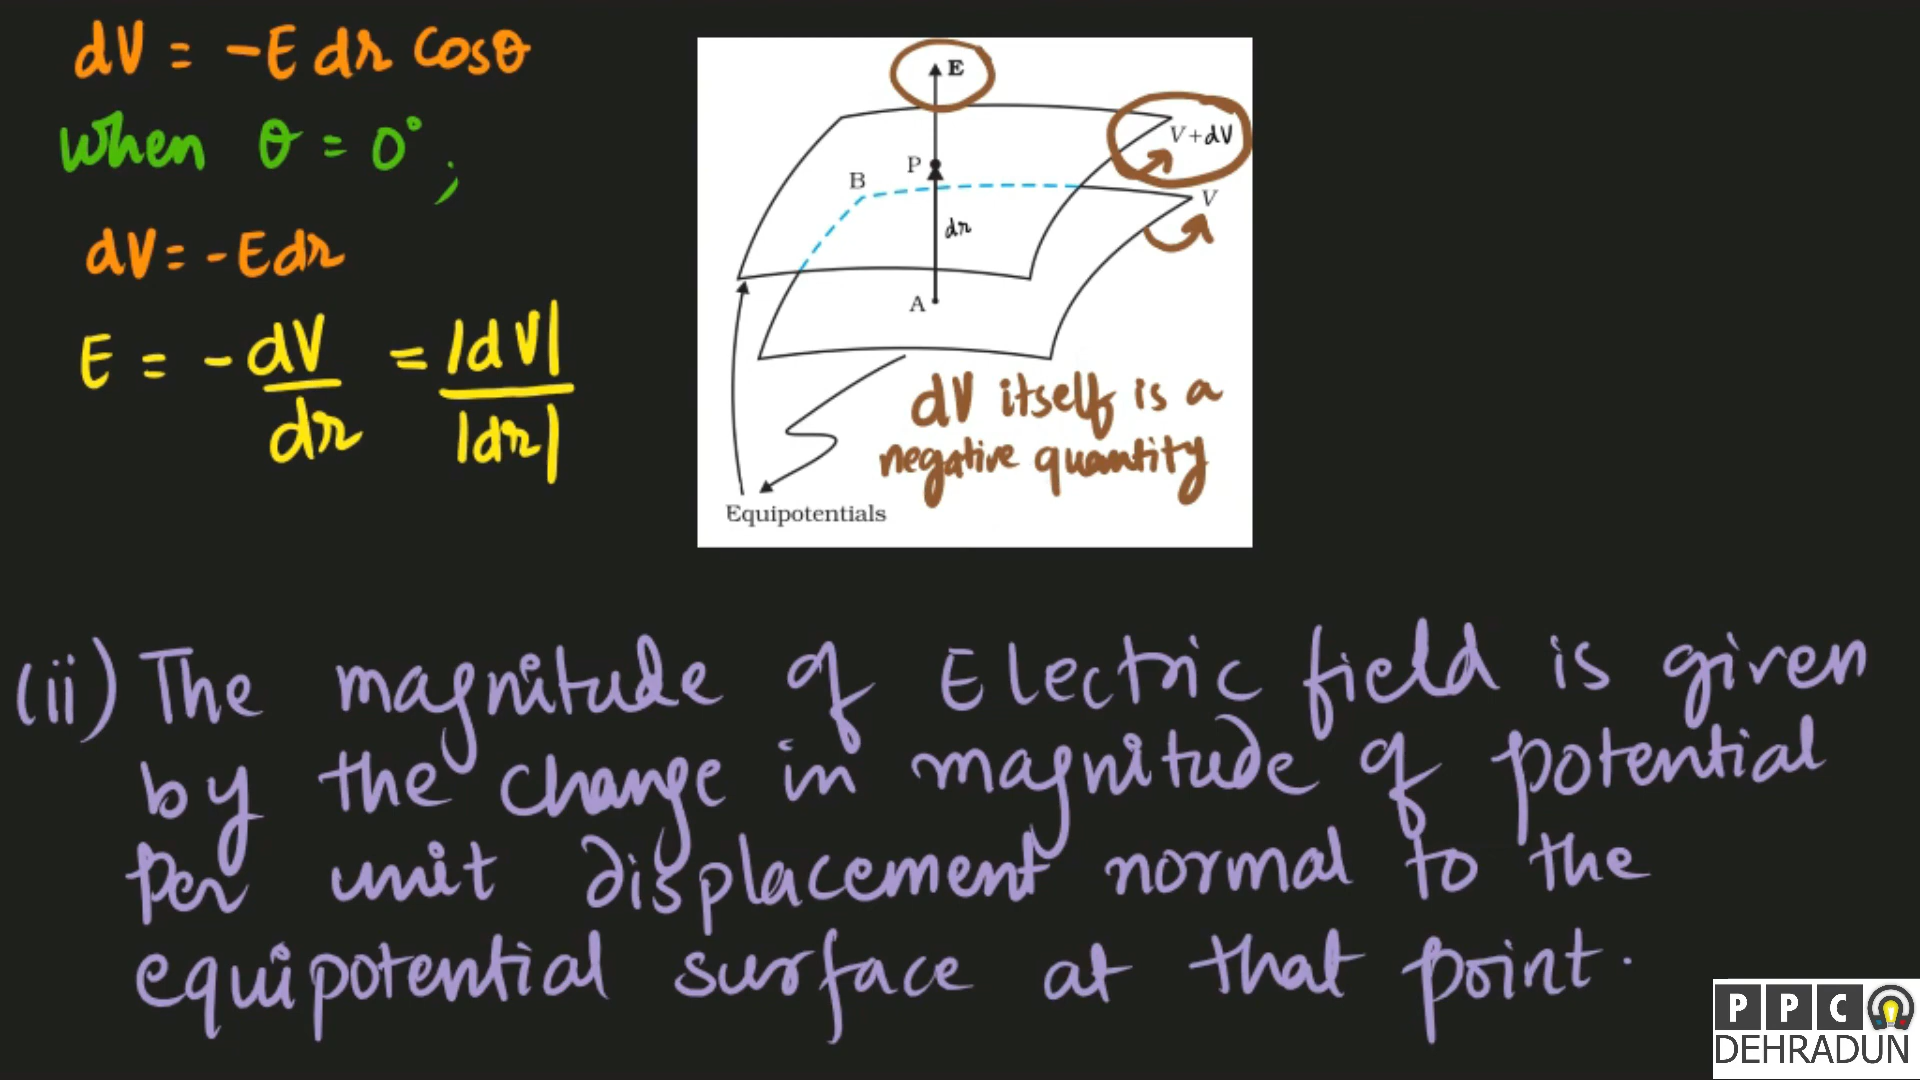 dV = -E dr cosθ
When θ = 0°;
dV = -Edr
E = -dV/dr = |dV|/|dr|
E
V+dV
P
B
V
dr
A
dV itself is a
negative quantity
Equipotentials
(ii) The magnitude of Electric field is given
by the change in magnitude of potential
per unit displacement normal to the
equipotential surface at that point.
PPC
DEHRADUN